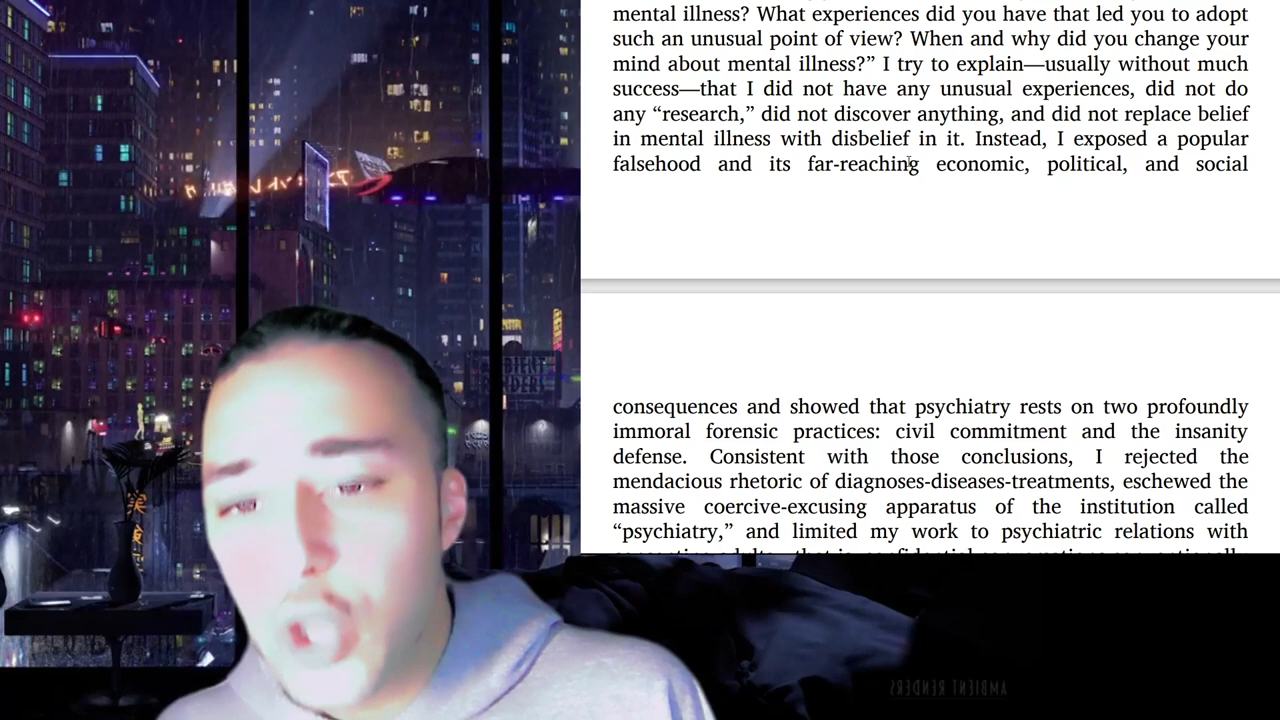 mental illness? What experiences did you have that led you to adopt
such an unusual point of view? When and why did you change your
mind about mental illness?” I try to explain—usually without much
success—that I did not have any unusual experiences, did not do
any “research,” did not discover anything, and did not replace belief
in mental illness with disbelief in it. Instead, I exposed a popular
falsehood and its far-reaching economic, political, and social
consequences and showed that psychiatry rests on two profoundly
immoral forensic practices: civil commitment and the insanity
defense. Consistent with those conclusions, I rejected the
mendacious rhetoric of diagnoses-diseases-treatments, eschewed the
massive coercive-excusing apparatus of the institution called
“psychiatry,” and limited my work to psychiatric relations with
AMBIENT RENDERS